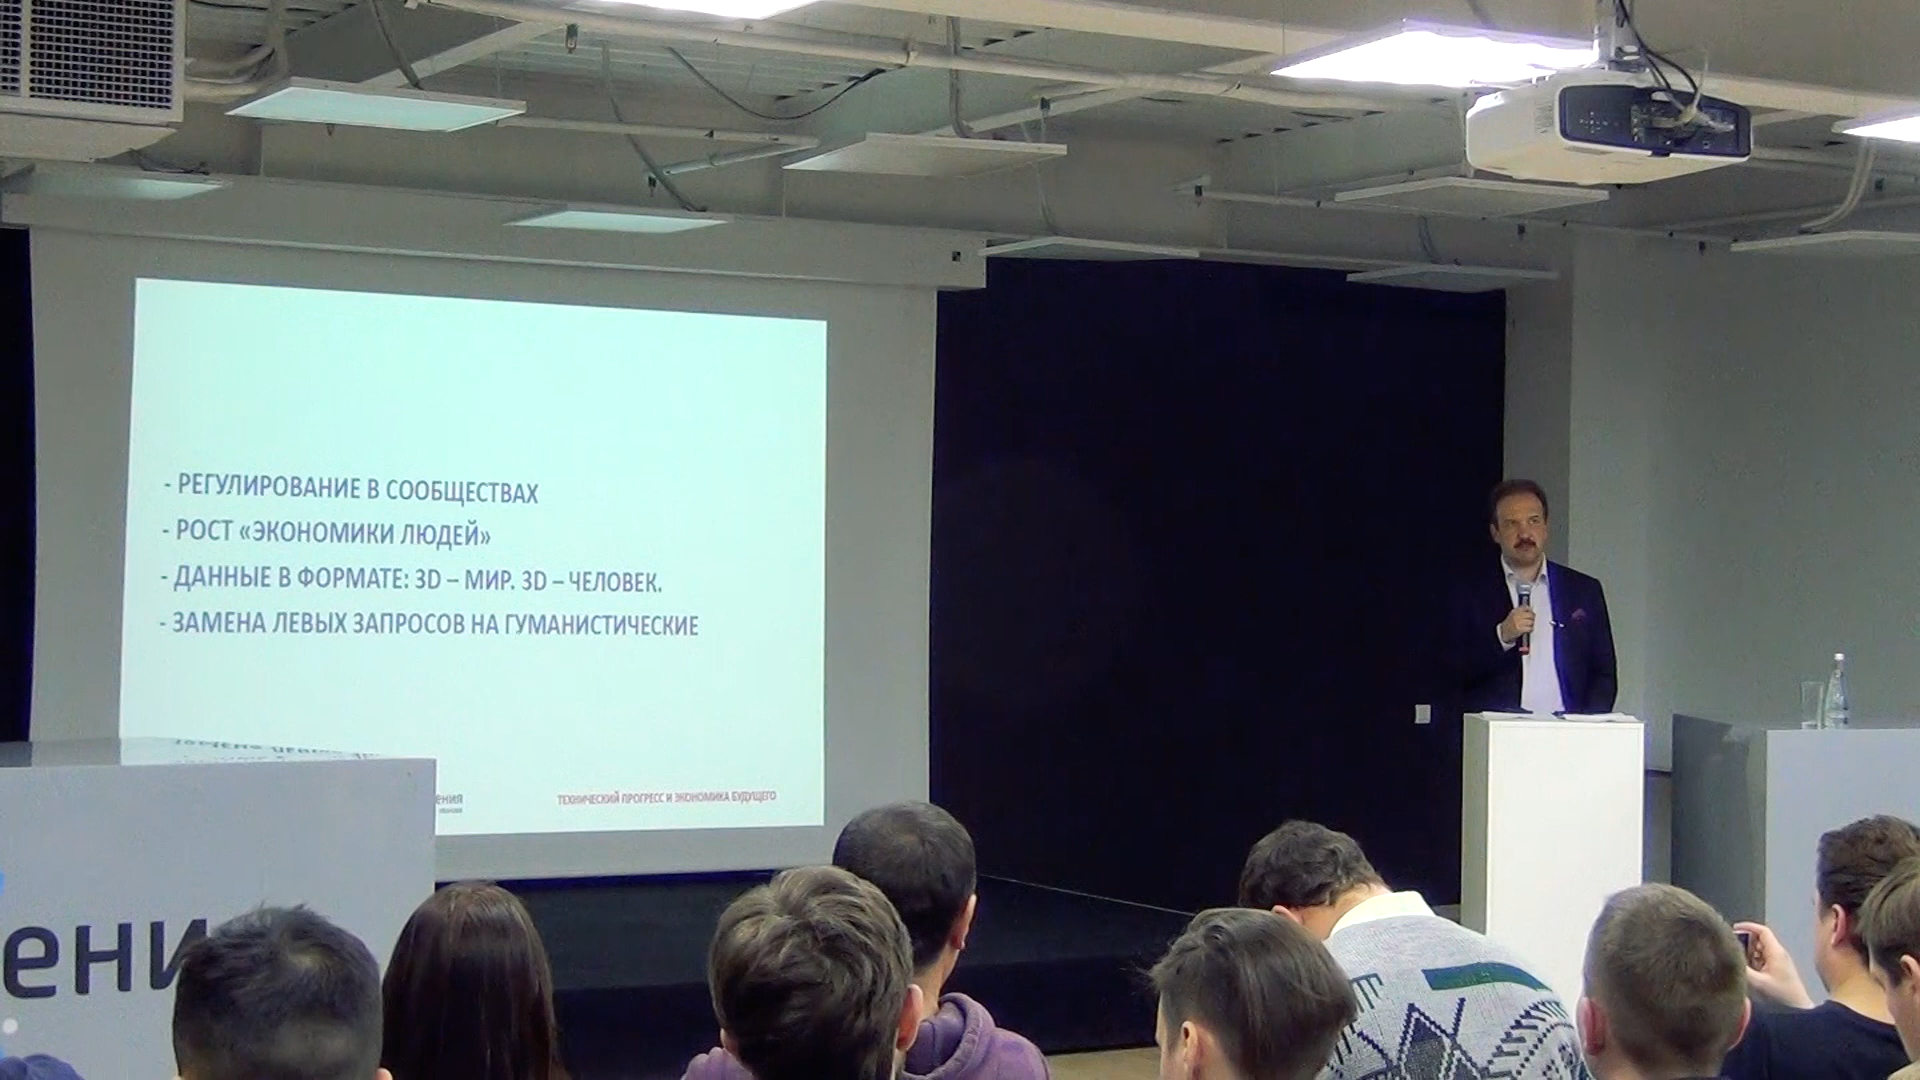 - РЕГУЛИРОВАНИЕ В СООБЩЕСТВАХ
- РОСТ «ЭКОНОМИКИ ЛЮДЕЙ»
- ДАННЫЕ В ФОРМАТЕ: 3D – МИР. 3D – ЧЕЛОВЕК.
- ЗАМЕНА ЛЕВЫХ ЗАПРОСОВ НА ГУМАНИСТИЧЕСКИЕ
ения
ТЕХНИЧЕСКИЙ ПРОГРЕСС И ЭКОНОМИКА БУДУЩЕГО
ени